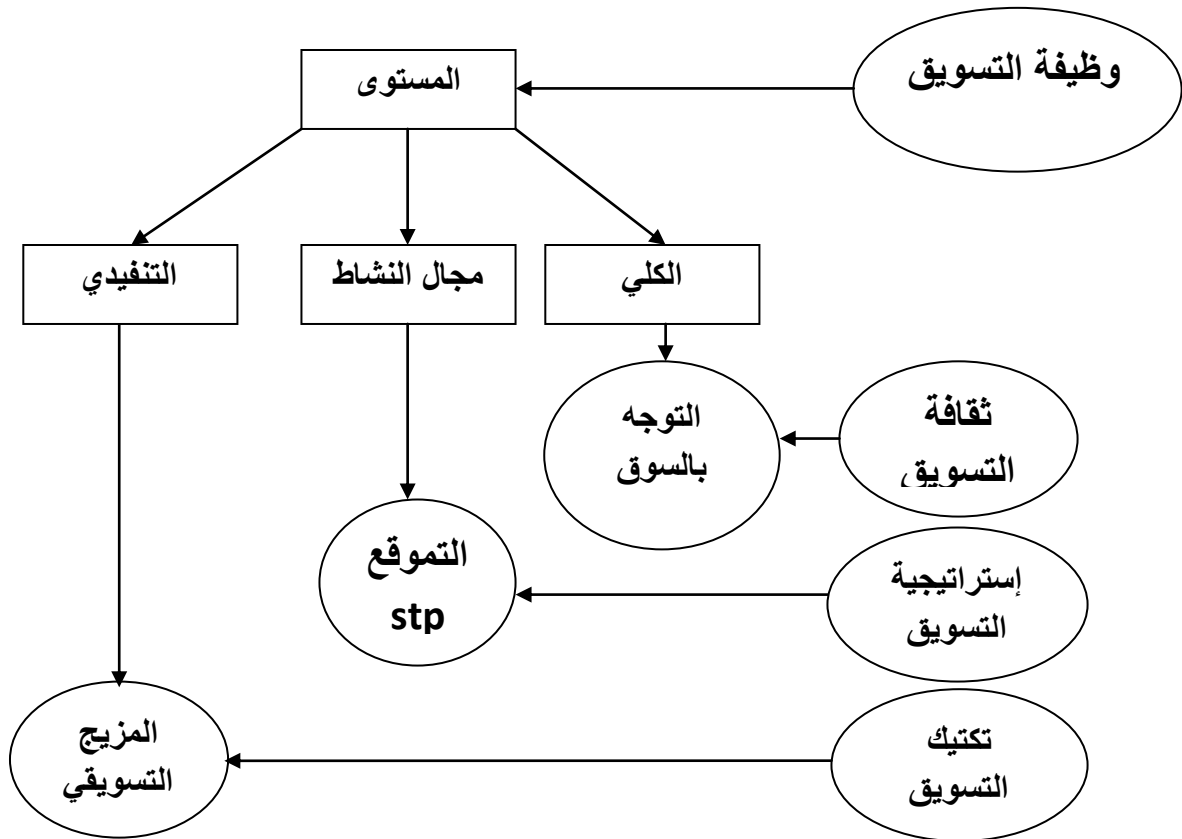 وظيفة التسويق
المستوى
الكلي
مجال النشاط
التنفيدي
ثقافة
التسويق
التوجه
بالسوق
إستراتيجية
التسويق
التموقع
stp
تكتيك
التسويق
المزيج
التسويقي